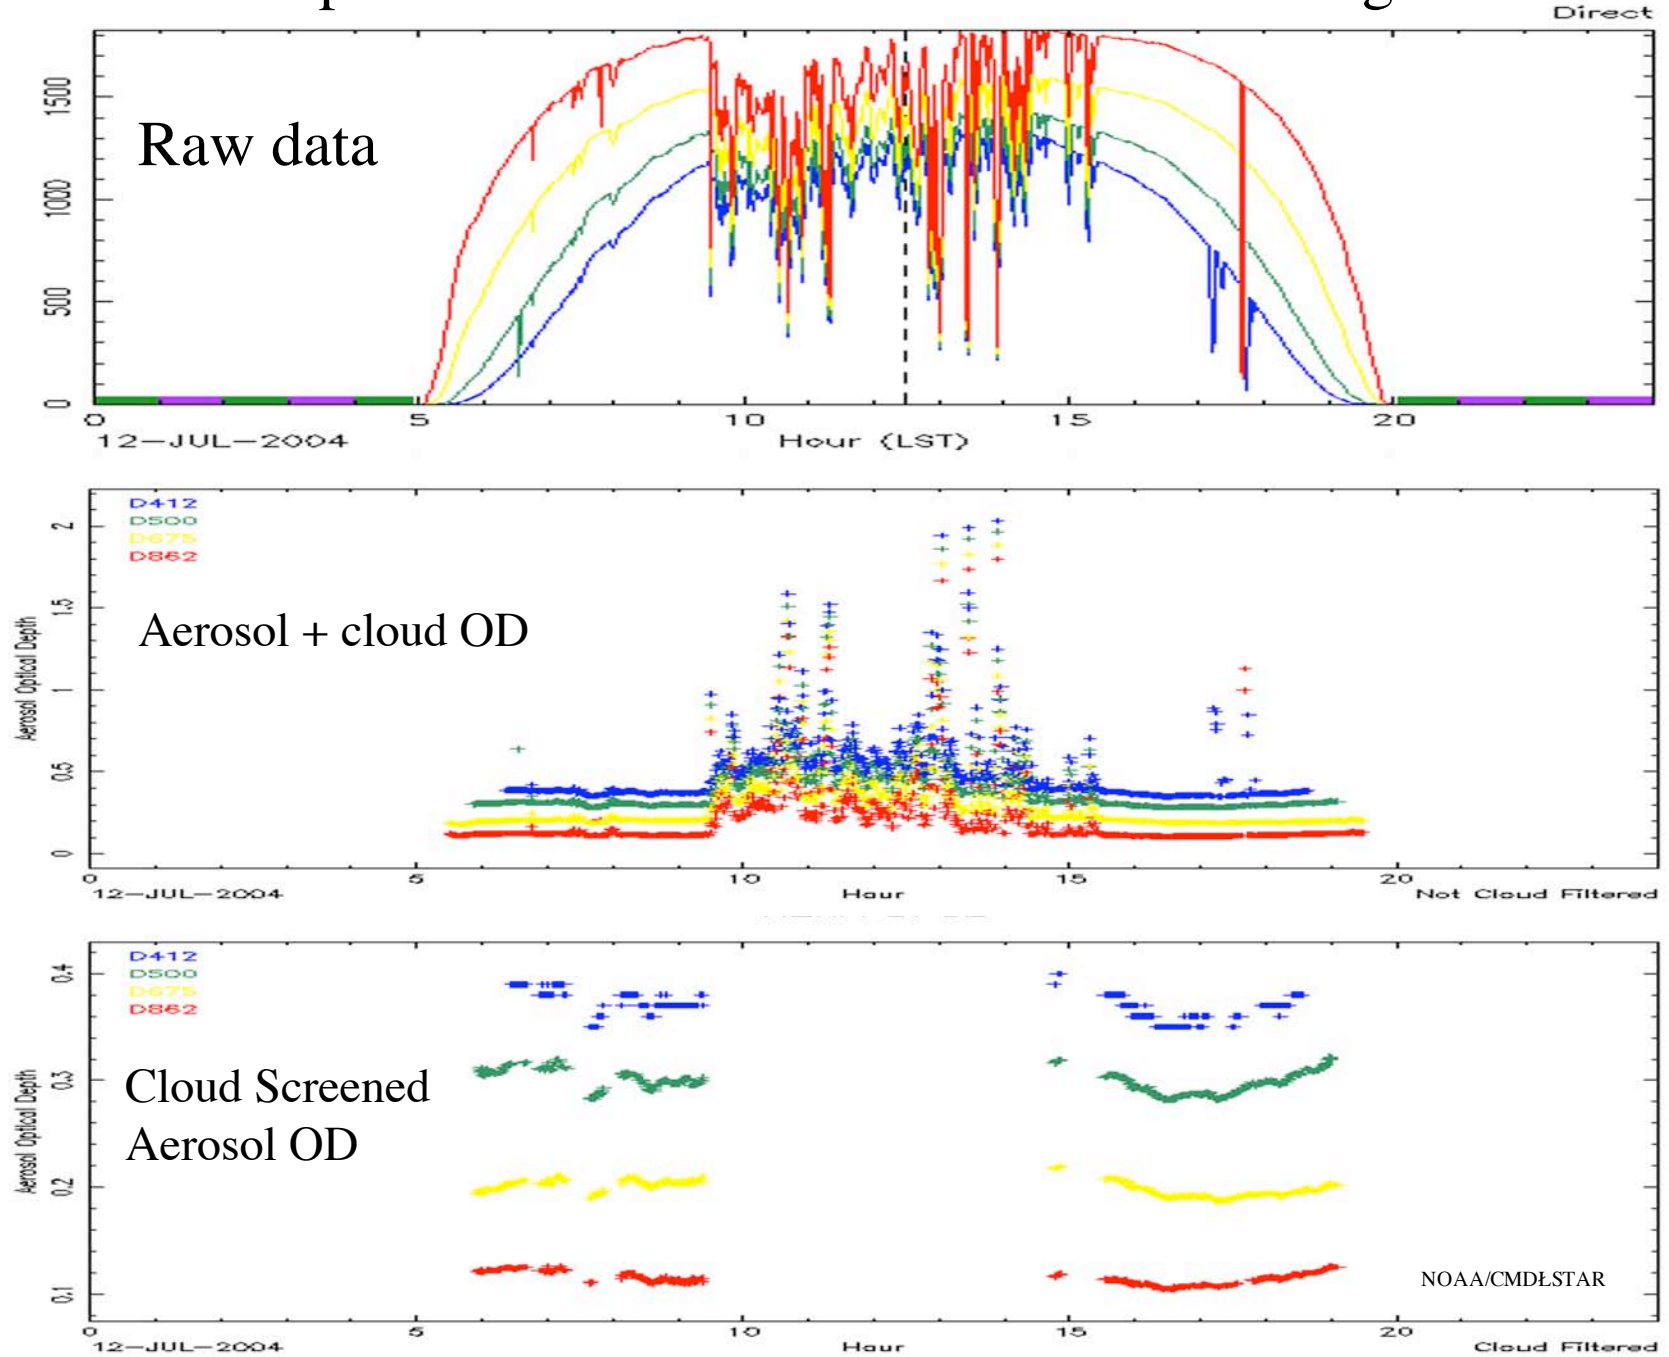 Direct
Raw data
1500
1000
500
0
0 5 10 15 20
12-JUL-2004 Hour (LST)
D412
D500
D675
D862
Aerosol + cloud OD
Aerosol Optical Depth
2
1.5
1
0.5
0
0 5 10 15 20
12-JUL-2004 Hour Not Cloud Filtered
D412
D500
D675
D862
Cloud Screened
Aerosol OD
Aerosol Optical Depth
0.4
0.3
0.2
0.1
NOAA/CMDŁSTAR
0 5 10 15 20
12-JUL-2004 Hour Cloud Filtered